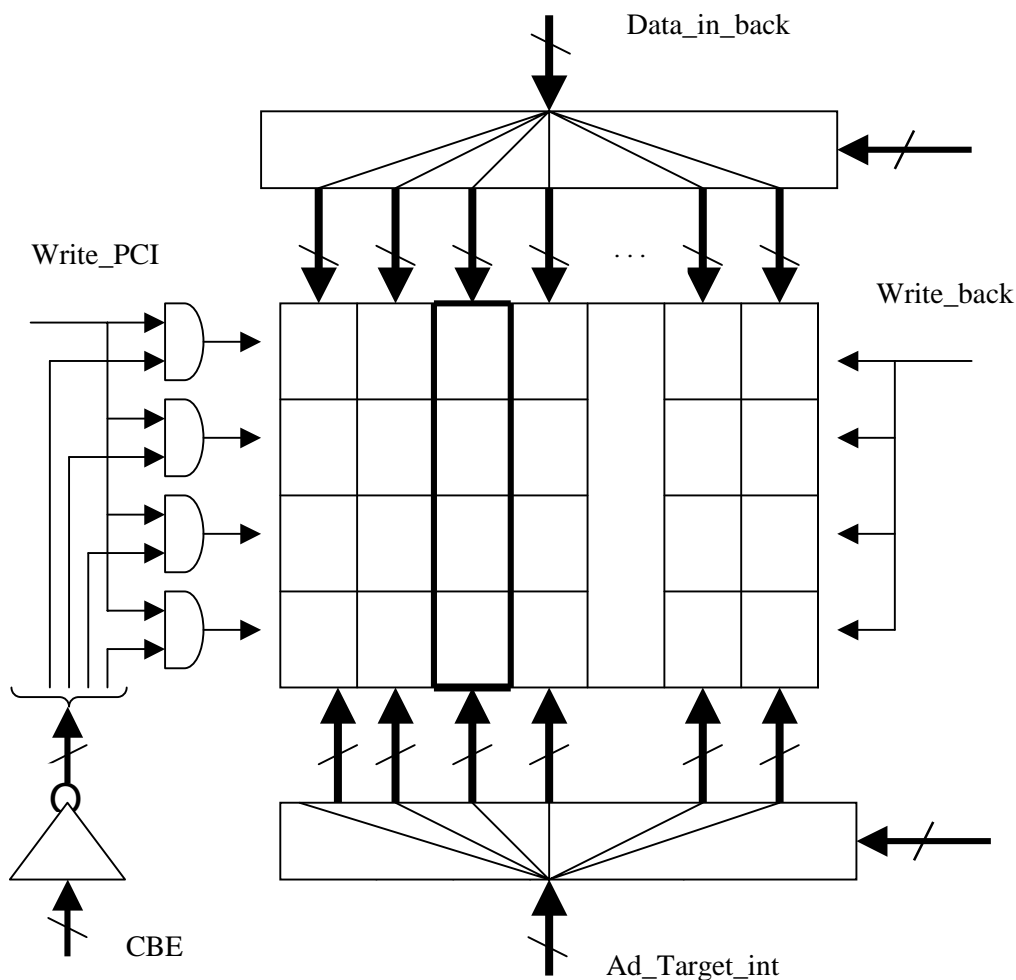 Data_in_back
Write_PCI
...
Write_back
CBE
Ad_Target_int